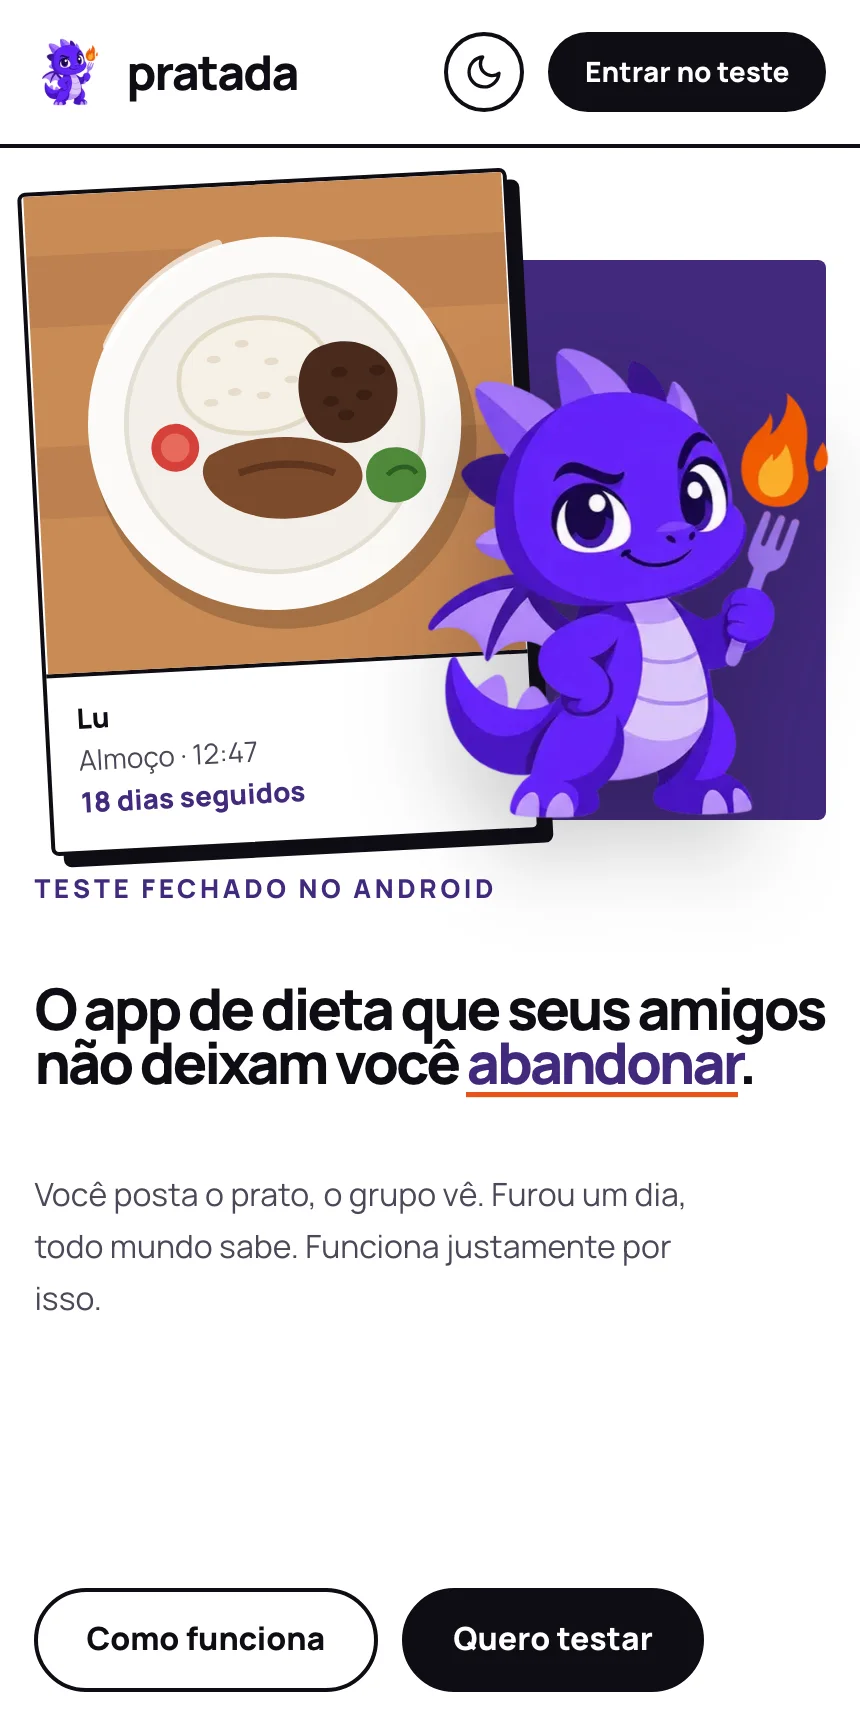 pratada
Entrar no teste
Lu
Almoço · 12:47
18 dias seguidos
TESTE FECHADO NO ANDROID
O app de dieta que seus amigos
não deixam você abandonar.
Você posta o prato, o grupo vê. Furou um dia,
todo mundo sabe. Funciona justamente por
isso.
Como funciona
Quero testar